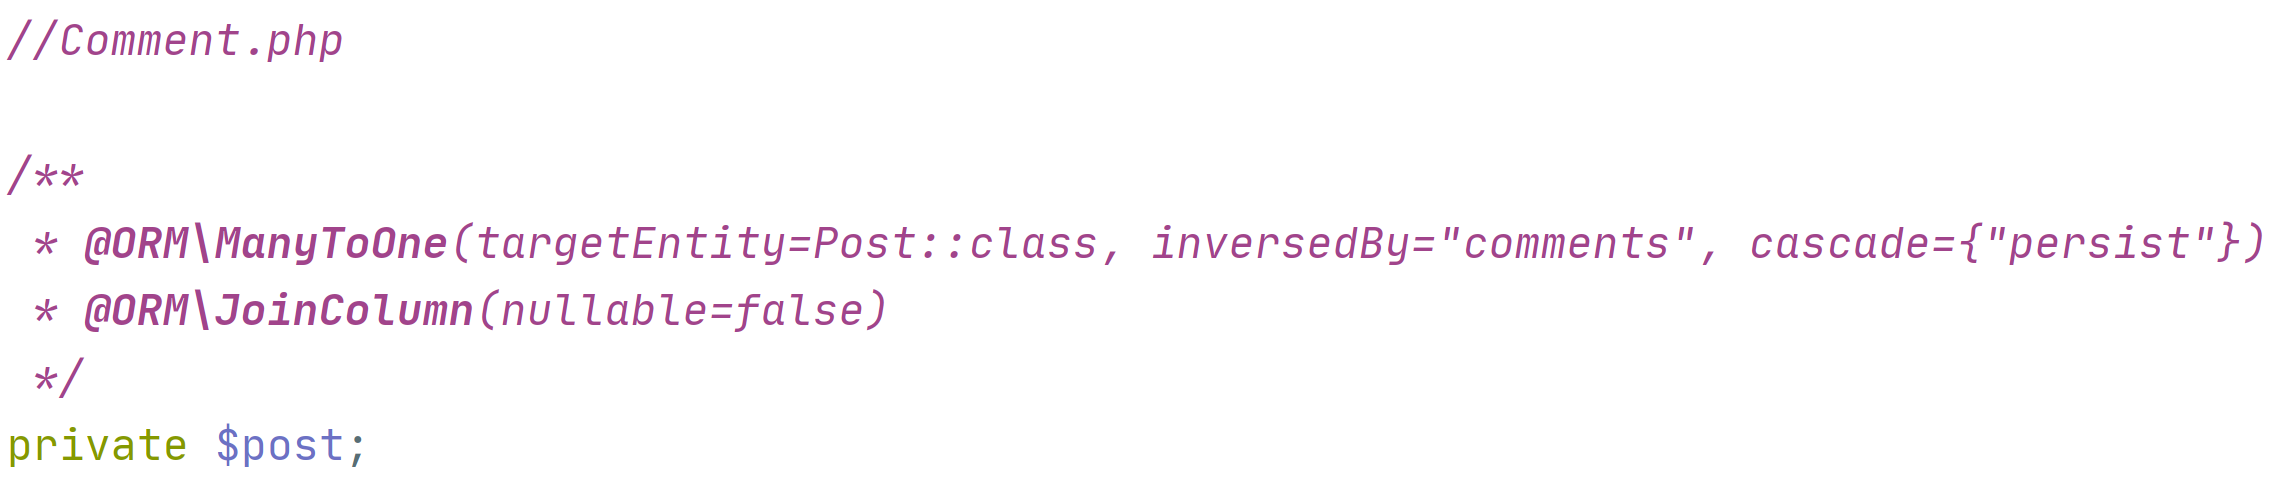 //Comment.php
/**
 * @ORM\ManyToOne(targetEntity=Post::class, inversedBy="comments", cascade={"persist"})
 * @ORM\JoinColumn(nullable=false)
 */
private $post;